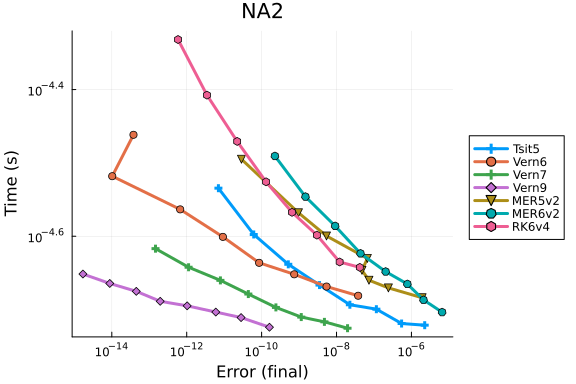 NA2
Time (s)
10^-4.4
10^-4.6
10^-14
10^-12
10^-10
10^-8
10^-6
Error (final)
Tsit5
Vern6
Vern7
Vern9
MER5v2
MER6v2
RK6v4